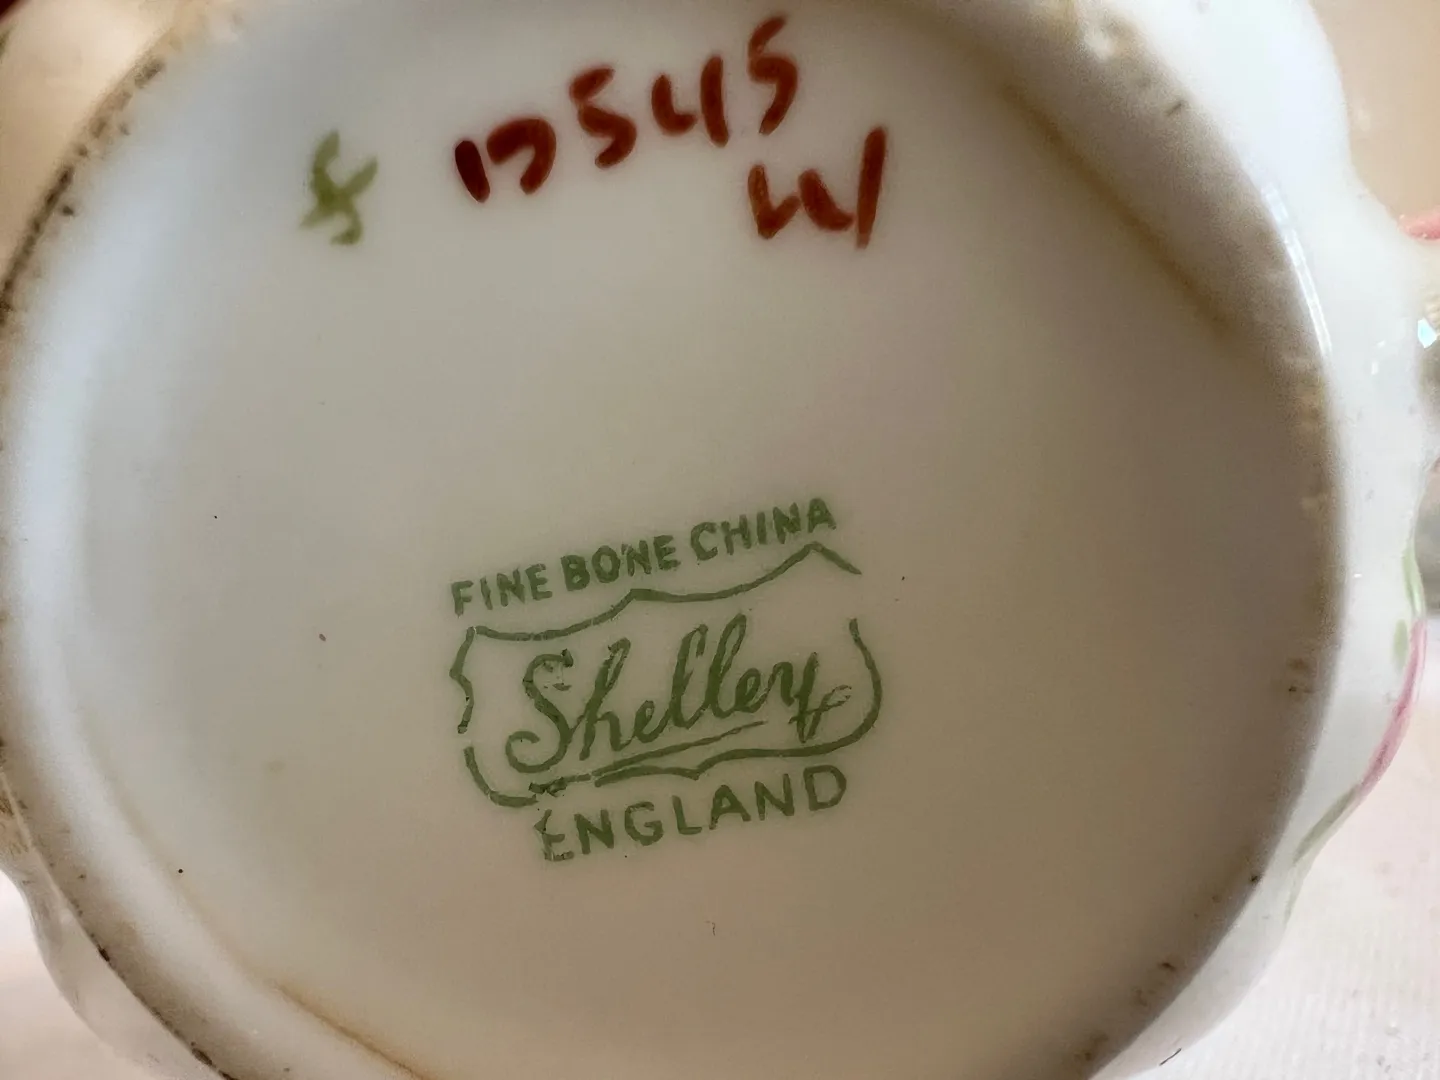 f 13545
W
FINE BONE CHINA
Shelley
ENGLAND